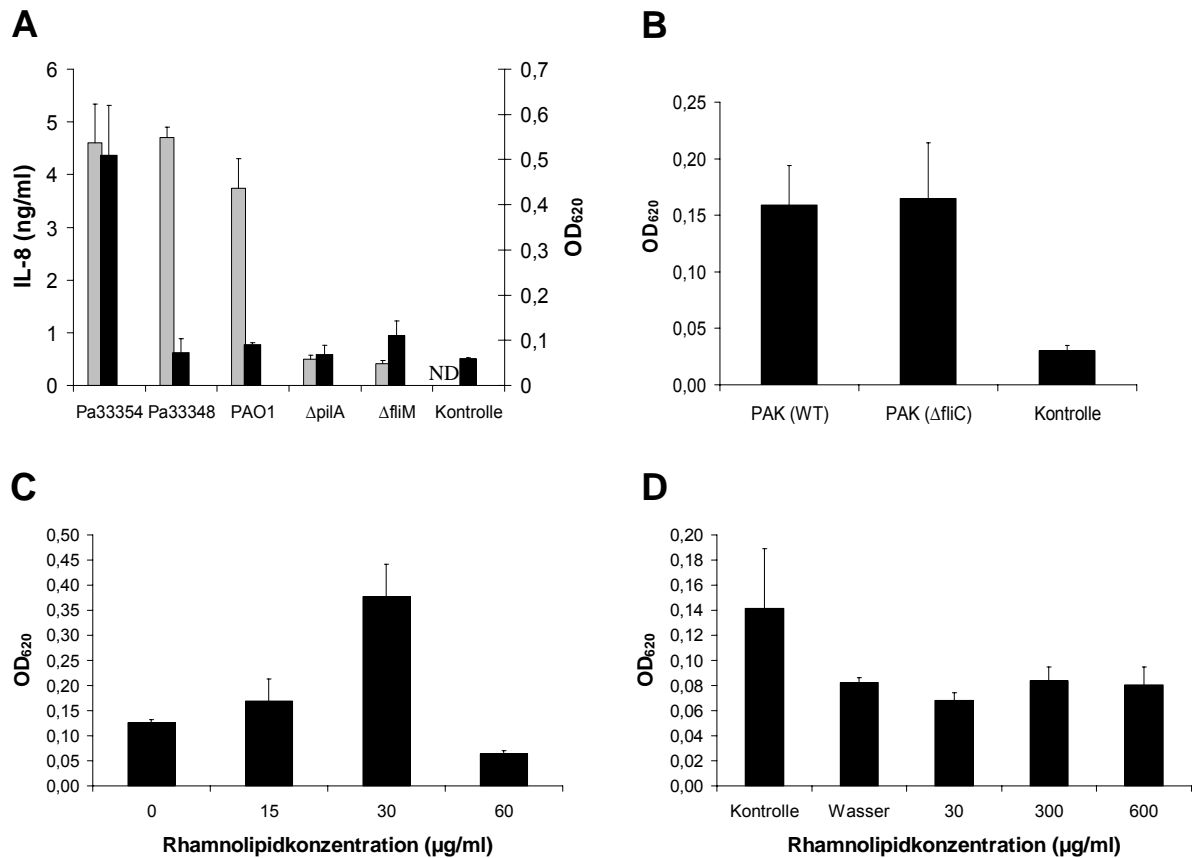 A
IL-8 (ng/ml)
6
5
4
3
2
1
0
0,7
0,6
0,5
0,4
0,3
0,2
0,1
0
OD620
ND
Pa33354 Pa33348 PAO1 ΔpilA ΔfliM Kontrolle
B
OD620
0,25
0,20
0,15
0,10
0,05
0,00
PAK (WT) PAK (ΔfliC) Kontrolle
C
OD620
0,50
0,45
0,40
0,35
0,30
0,25
0,20
0,15
0,10
0,05
0,00
0 15 30 60
Rhamnolipidkonzentration (µg/ml)
D
OD620
0,20
0,18
0,16
0,14
0,12
0,10
0,08
0,06
0,04
0,02
0,00
Kontrolle Wasser 30 300 600
Rhamnolipidkonzentration (µg/ml)